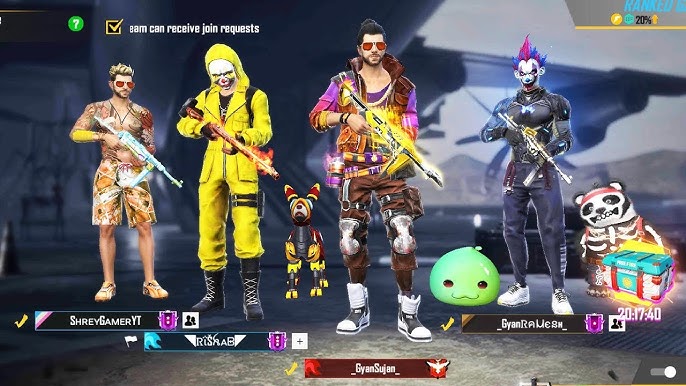 RANKED G
?
eam can receive join requests
20%
SHREYGAMERYT
_GyanRAJESH_
RISHAB
+
_GyanSujan_
20:17:40